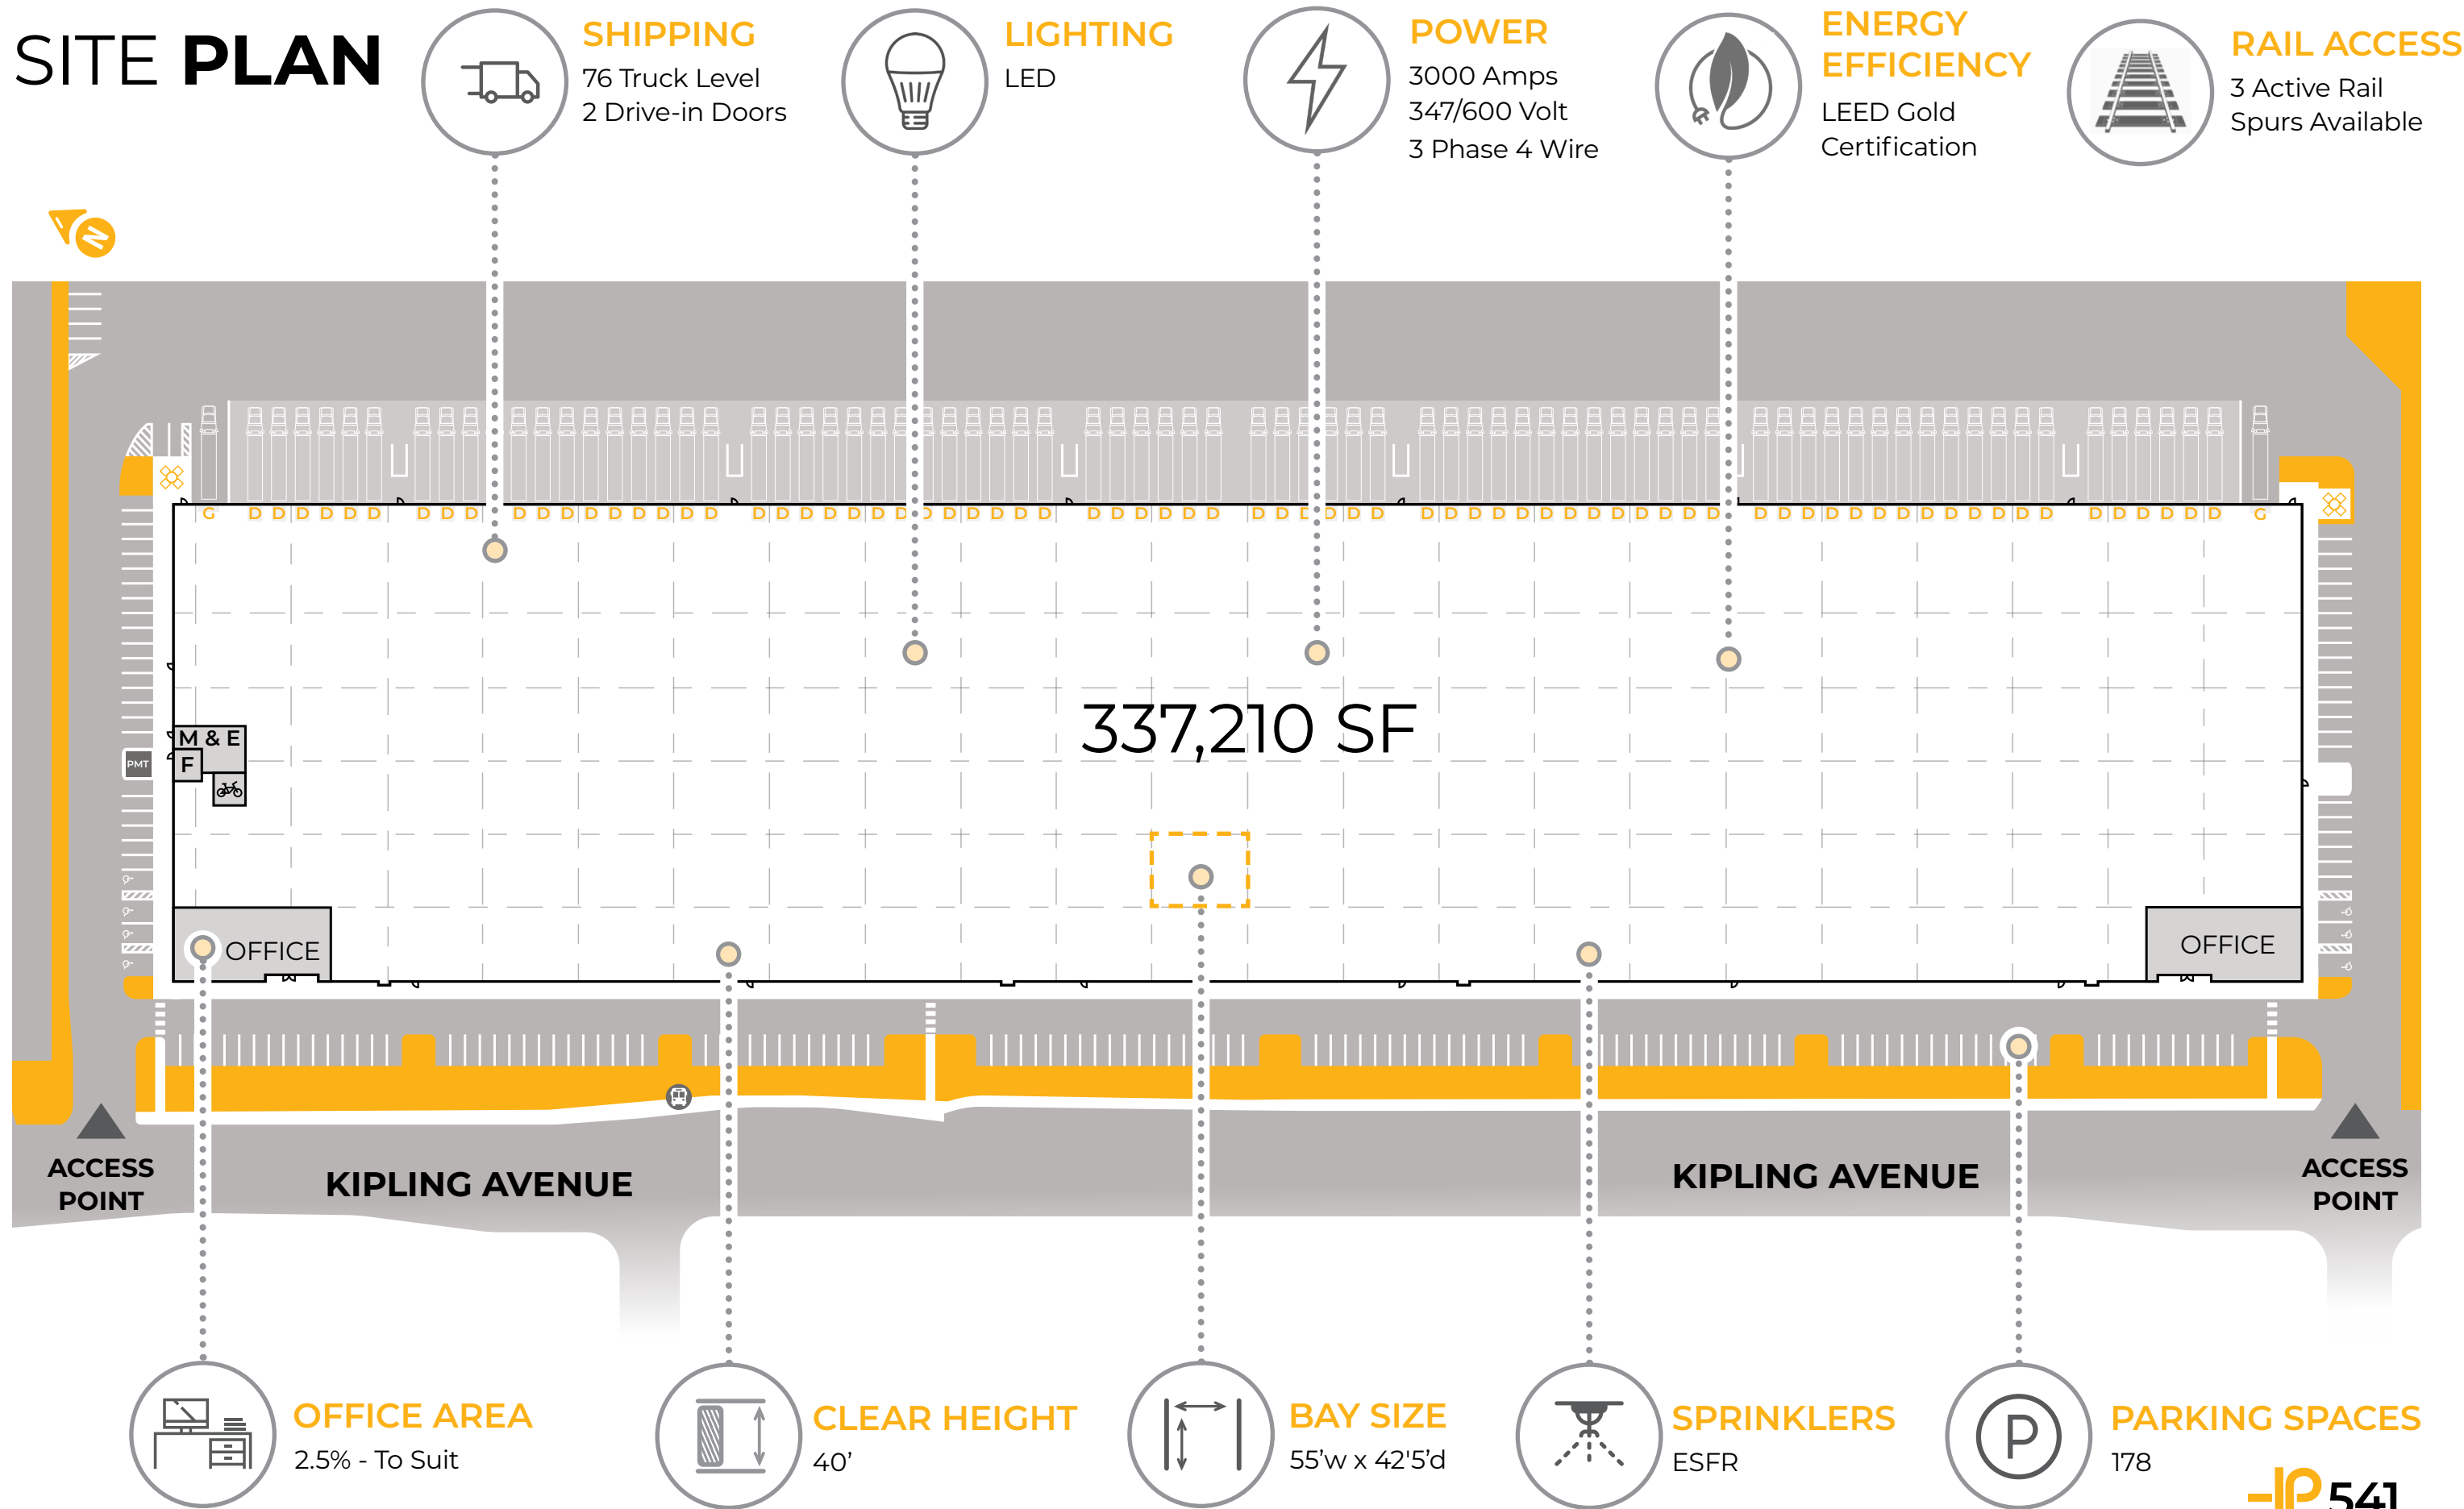 SITE PLAN
SHIPPING
76 Truck Level
2 Drive-in Doors
LIGHTING
LED
POWER
3000 Amps
347/600 Volt
3 Phase 4 Wire
ENERGY
EFFICIENCY
LEED Gold
Certification
RAIL ACCESS
3 Active Rail
Spurs Available
N
G D D D D D D D D D D D D D D D D D D D D D D D D D D D D D D D D D D D D D D D D D D D D D D D D D D D D D D D D D D D D D D D D D D D D D D D D D D D D G
337,210 SF
M & E
F
PMT
OFFICE
OFFICE
ACCESS
POINT
KIPLING AVENUE
KIPLING AVENUE
ACCESS
POINT
OFFICE AREA
2.5% - To Suit
CLEAR HEIGHT
40’
BAY SIZE
55’w x 42'5’d
SPRINKLERS
ESFR
P
PARKING SPACES
178
541